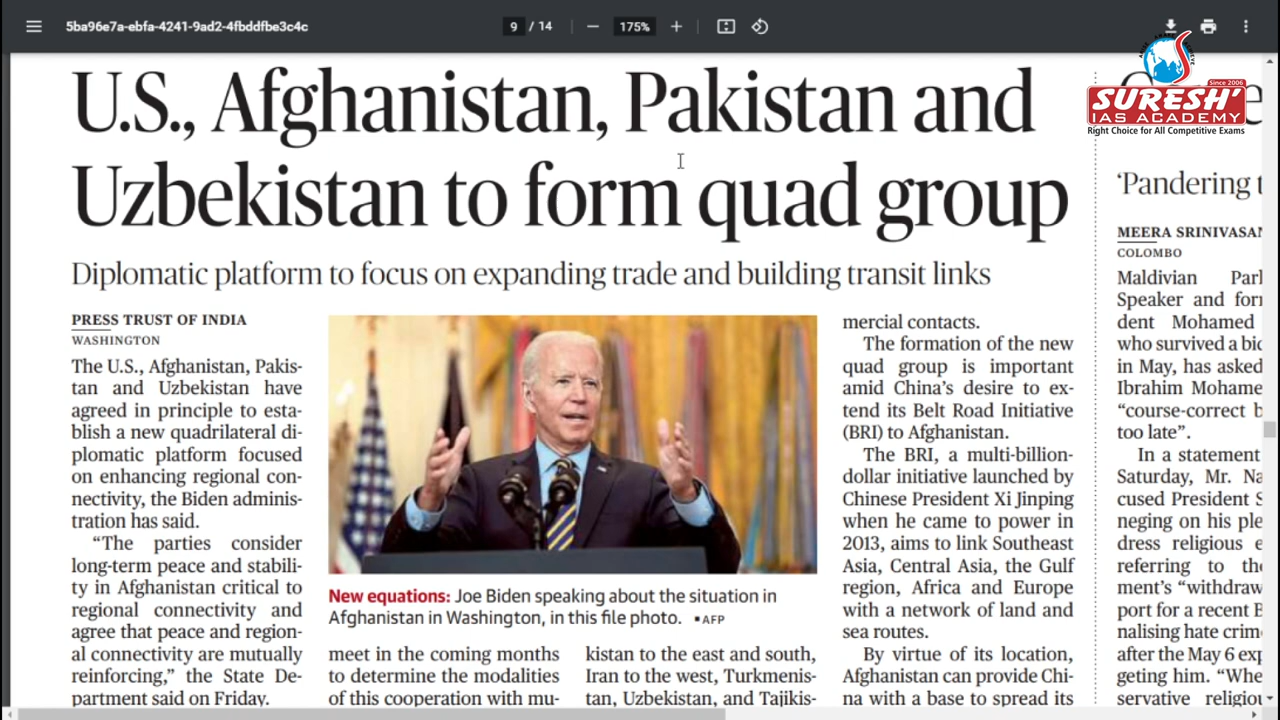 5ba96e7a-ebfa-4241-9ad2-4fbddfbe3c4c
9 / 14
175%
Since 2006
SURESH'
IAS ACADEMY
Right Choice for All Competitive Exams
U.S., Afghanistan, Pakistan and
Uzbekistan to form quad group
Diplomatic platform to focus on expanding trade and building transit links
PRESS TRUST OF INDIA
WASHINGTON
The U.S., Afghanistan, Pakis-
tan and Uzbekistan have
agreed in principle to esta-
blish a new quadrilateral di-
plomatic platform focused
on enhancing regional con-
nectivity, the Biden adminis-
tration has said.
“The parties consider
long-term peace and stabili-
ty in Afghanistan critical to
regional connectivity and
agree that peace and region-
al connectivity are mutually
reinforcing,” the State De-
partment said on Friday.
New equations: Joe Biden speaking about the situation in
Afghanistan in Washington, in this file photo. ▪AFP
meet in the coming months
to determine the modalities
of this cooperation with mu-
kistan to the east and south,
Iran to the west, Turkmenis-
tan, Uzbekistan, and Tajikis-
mercial contacts.
The formation of the new
quad group is important
amid China’s desire to ex-
tend its Belt Road Initiative
(BRI) to Afghanistan.
The BRI, a multi-billion-
dollar initiative launched by
Chinese President Xi Jinping
when he came to power in
2013, aims to link Southeast
Asia, Central Asia, the Gulf
region, Africa and Europe
with a network of land and
sea routes.
By virtue of its location,
Afghanistan can provide Chi-
na with a base to spread its
‘Pandering t
MEERA SRINIVASAN
COLOMBO
Maldivian Parl
Speaker and for
dent Mohamed
who survived a bi
in May, has asked
Ibrahim Mohame
“course-correct b
too late”.
In a statement
Saturday, Mr. Na
cused President S
neging on his ple
dress religious e
referring to the
ment’s “withdraw
port for a recent B
nalising hate crim
after the May 6 exp
geting him. “Whe
servative religiou